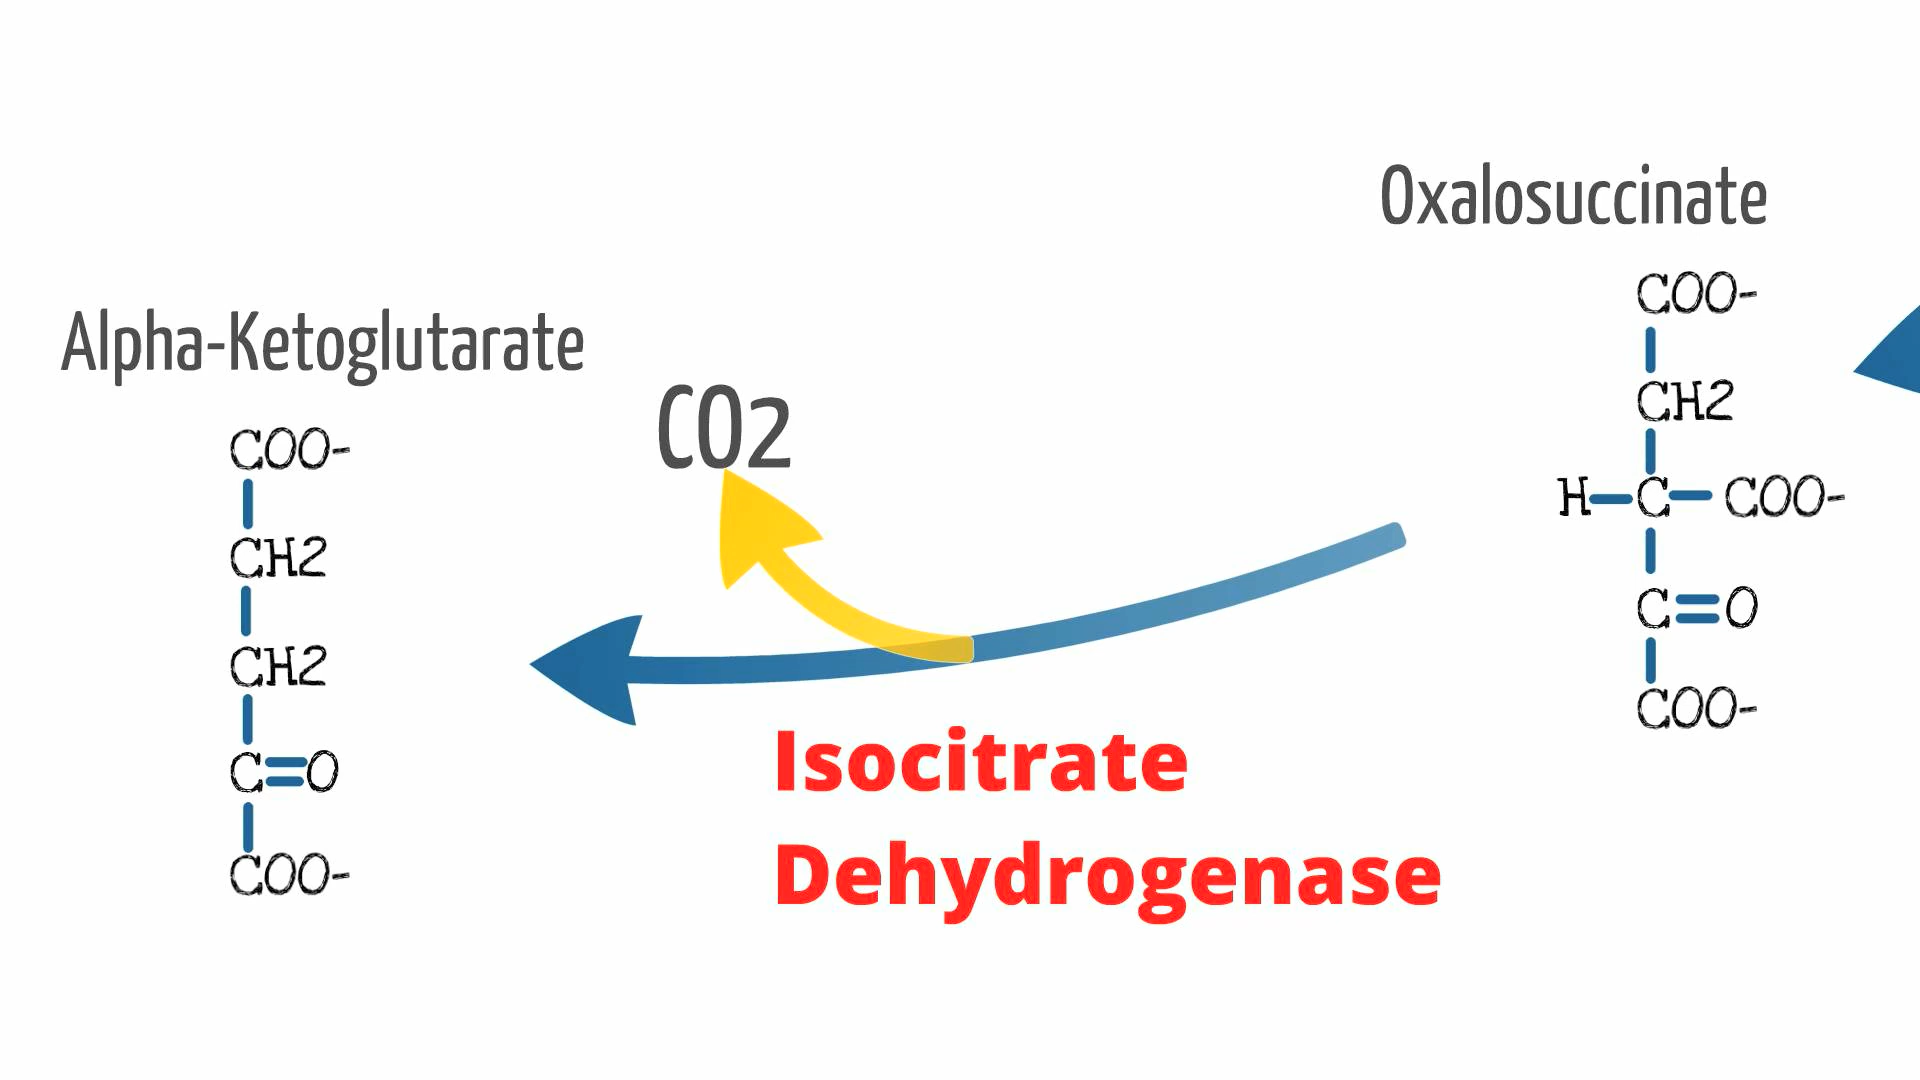 Oxalosuccinate
COO-
CH2
H C COO-
C O
COO-
Alpha-Ketoglutarate
CO2
COO-
CH2
CH2
C O
COO-
Isocitrate
Dehydrogenase